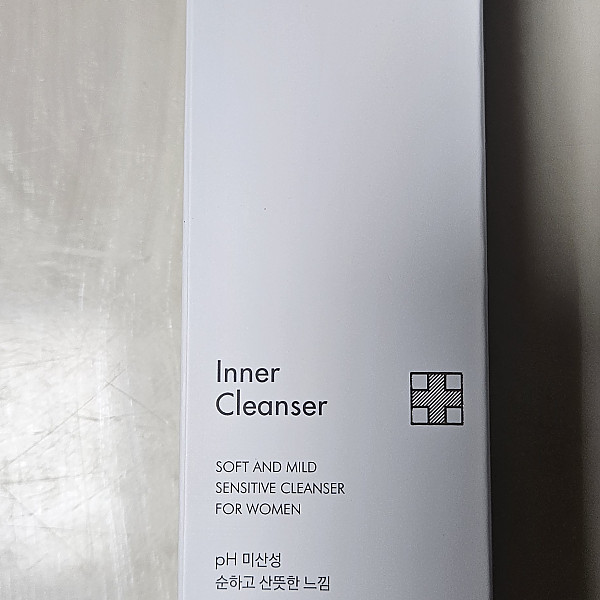 Inner
Cleanser
SOFT AND MILD
SENSITIVE CLEANSER
FOR WOMEN
pH 미산성
순하고 산뜻한 느낌